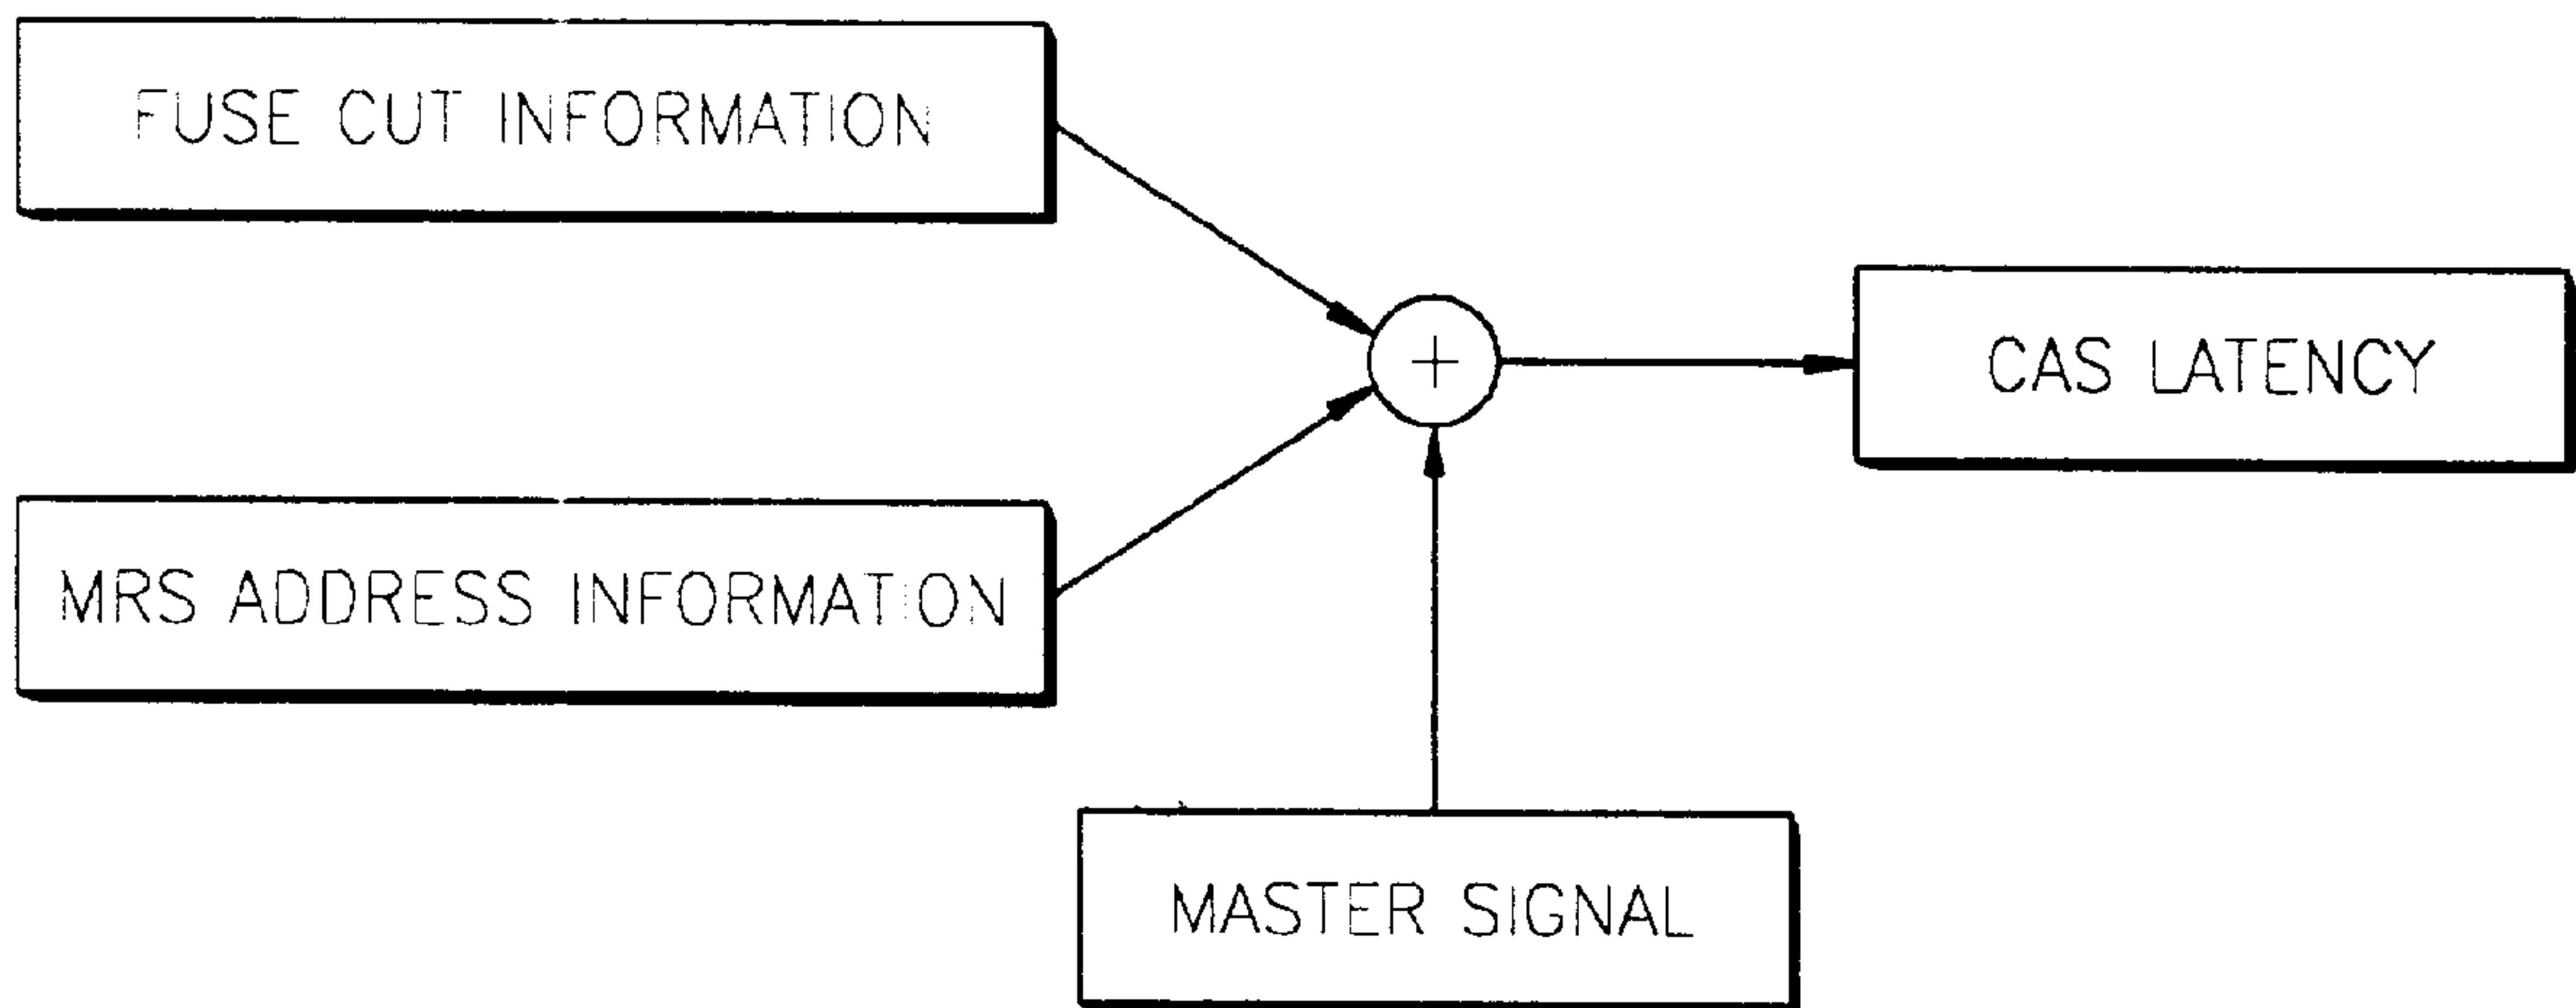 FUSE CUT INFORMATION
+
CAS LATENCY
MRS ADDRESS INFORMATION
MASTER SIGNAL